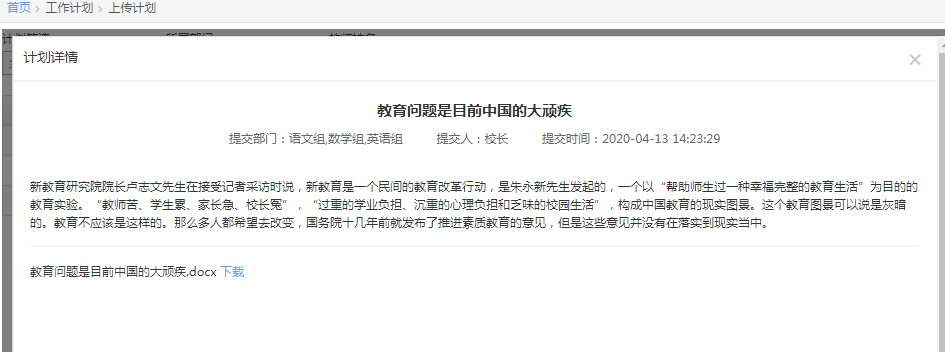 首页 > 工作计划 > 上传计划
计划详情 ×
教育问题是目前中国的大顽疾
提交部门：语文组,数学组,英语组 提交人：校长 提交时间：2020-04-13 14:23:29
新教育研究院院长卢志文先生在接受记者采访时说，新教育是一个民间的教育改革行动，是朱永新先生发起的，一个以“帮助师生过一种幸福完整的教育生活”为目的的
教育实验。“教师苦、学生累、家长急、校长冤”，“过重的学业负担、沉重的心理负担和乏味的校园生活”，构成中国教育的现实图景。这个教育图景可以说是灰暗
的。教育不应该是这样的。那么多人都希望去改变，国务院十几年前就发布了推进素质教育的意见，但是这些意见并没有在落实到现实当中。
教育问题是目前中国的大顽疾.docx 下载